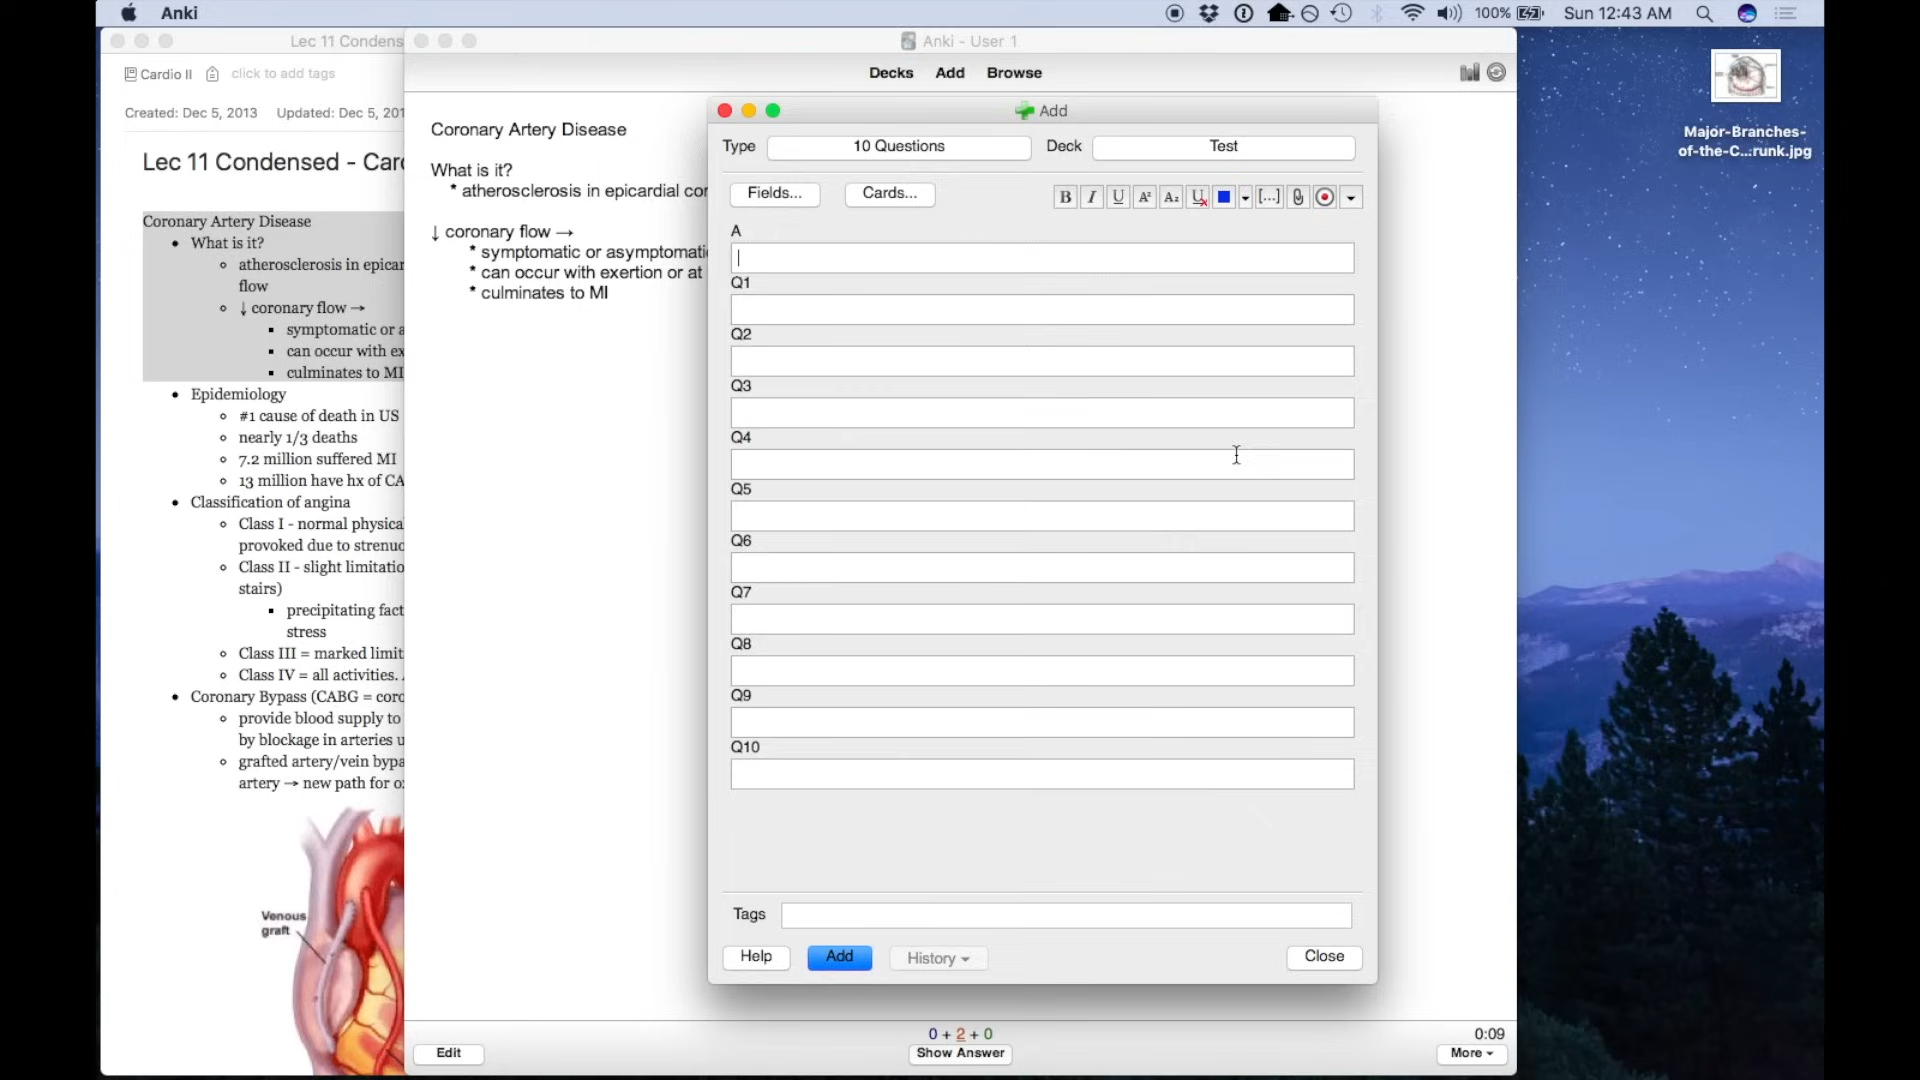 Anki
100%
Sun 12:43 AM
Lec 11 Condens
Anki - User 1
Cardio II
click to add tags
Decks
Add
Browse
Created: Dec 5, 2013
Updated: Dec 5, 201
Lec 11 Condensed - Car
Coronary Artery Disease
• What is it?
atherosclerosis in epicar
flow
↓ coronary flow →
symptomatic or a
can occur with ex
culminates to MI
• Epidemiology
#1 cause of death in US
nearly 1/3 deaths
7.2 million suffered MI
13 million have hx of CA
• Classification of angina
Class I - normal physica
provoked due to strenuo
Class II - slight limitatio
stairs)
precipitating fact
stress
Class III = marked limit
Class IV = all activities.
• Coronary Bypass (CABG = coro
provide blood supply to
by blockage in arteries u
grafted artery/vein bypa
artery → new path for o
Venous
graft
Coronary Artery Disease
What is it?
* atherosclerosis in epicardial cor
↓ coronary flow →
* symptomatic or asymptomati
* can occur with exertion or at
* culminates to MI
Add
Type
10 Questions
Deck
Test
Fields...
Cards...
B I U A² A₂ U [...]
A
Q1
Q2
Q3
Q4
Q5
Q6
Q7
Q8
Q9
Q10
Tags
Help
Add
History
Close
0 + 2 + 0
0:09
Edit
Show Answer
More
Major-Branches-
of-the-C...runk.jpg